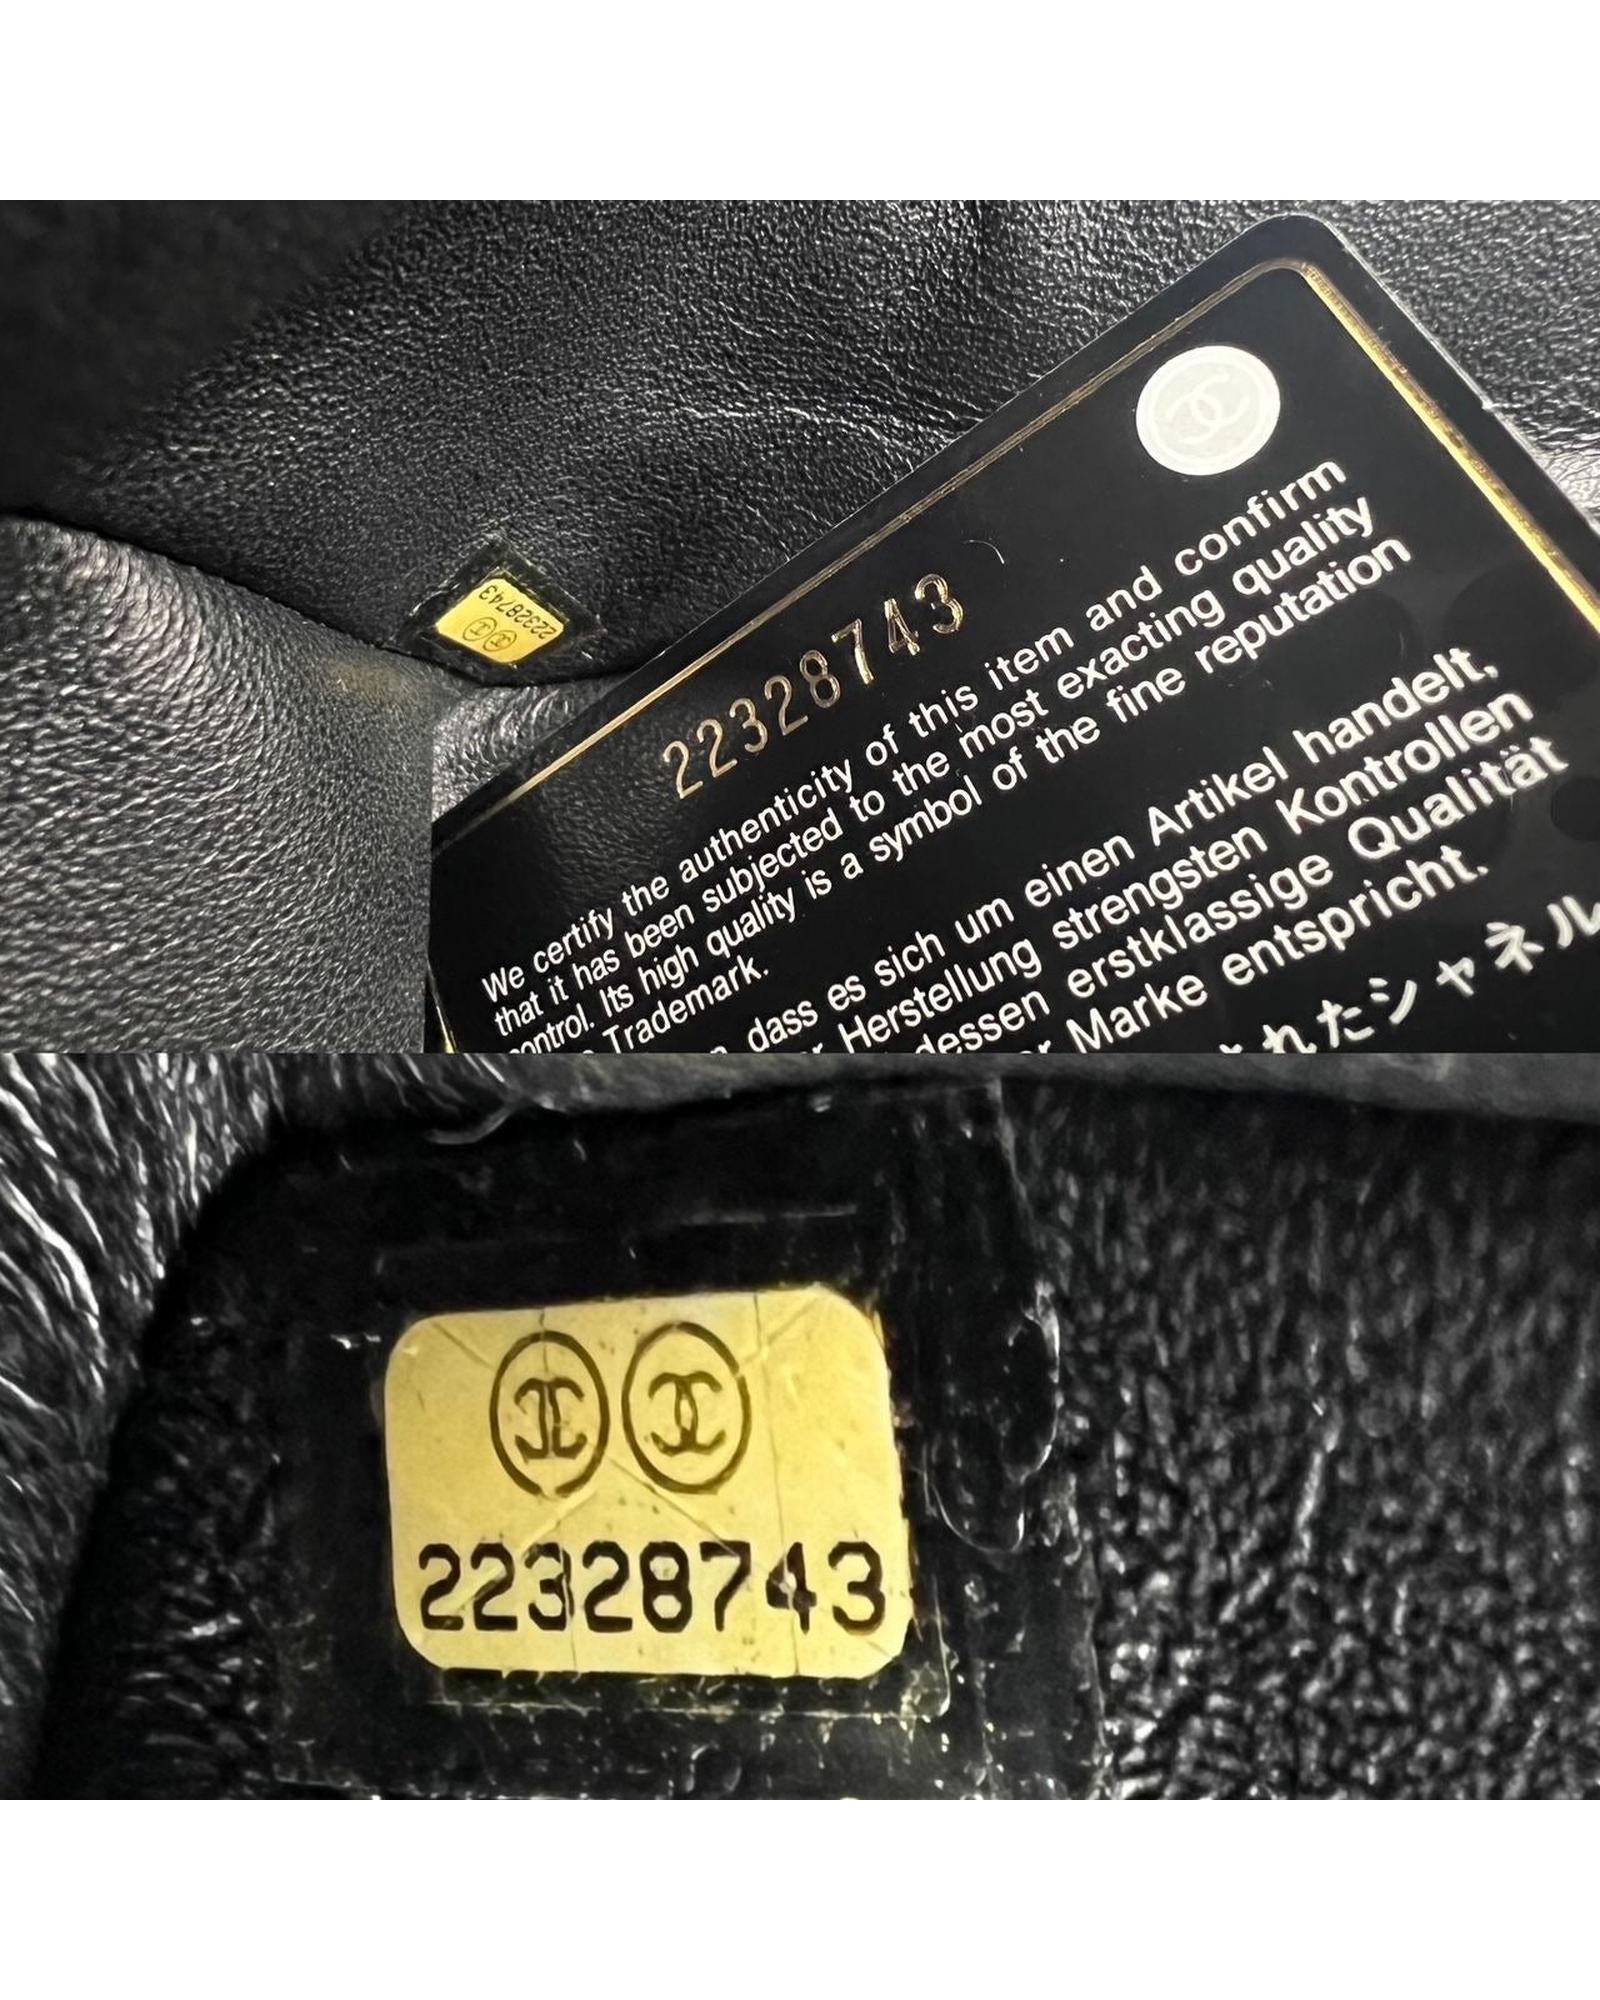 22328743
22328743
We certify the authenticity of this item and confirm
that it has been subjected to the most exacting quality
control. Its high quality is a symbol of the fine reputation
Trademark.
dass es sich um einen Artikel handelt,
Herstellung strengsten Kontrollen
dessen erstklassige Qualität
Marke entspricht.
れたシャネル
22328743